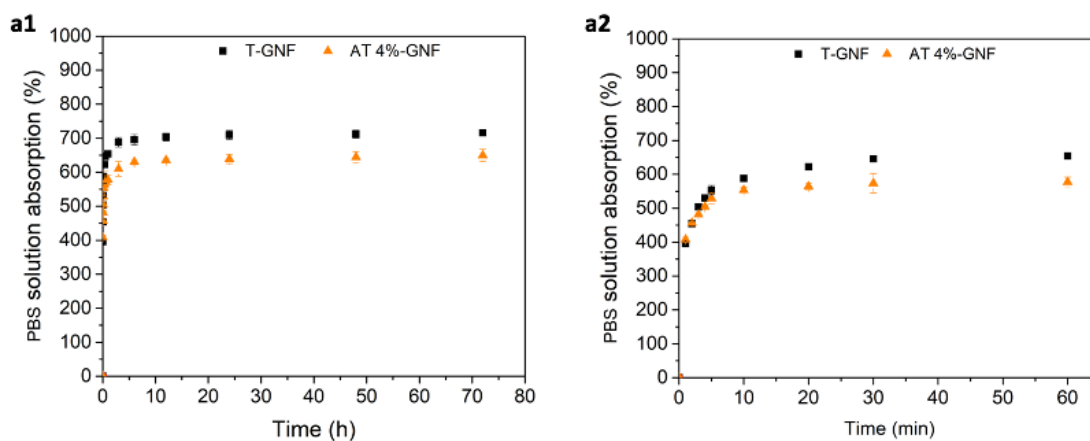 a1
T-GNF AT 4%-GNF
PBS solution absorption (%)
1000
900
800
700
600
500
400
300
200
100
0
0 10 20 30 40 50 60 70 80
Time (h)
a2
T-GNF AT 4%-GNF
PBS solution absorption (%)
1000
900
800
700
600
500
400
300
200
100
0
0 10 20 30 40 50 60
Time (min)